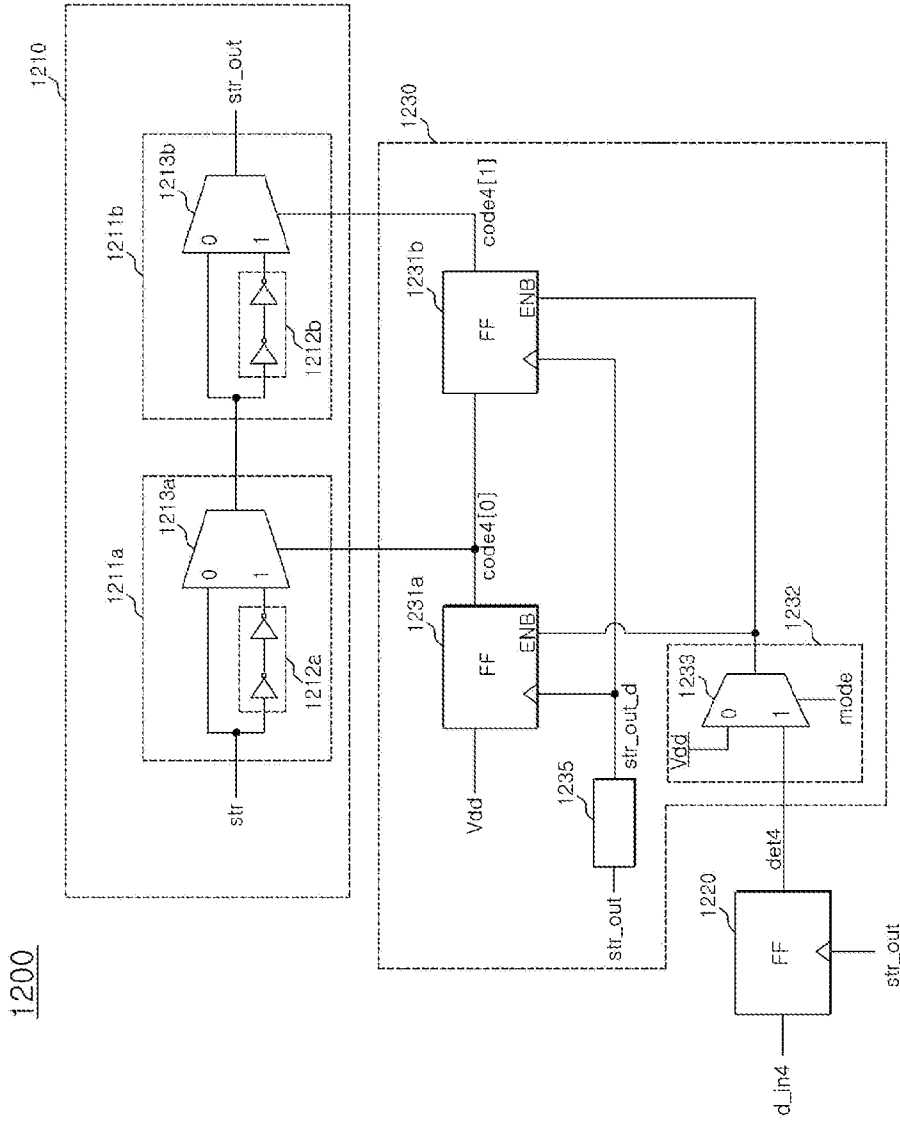 1200
1210
1211a
1213a
0
1
1212a
str
1211b
1213b
0
1
1212b
str_out
1230
1231a
FF
ENB
Vdd
code4[0]
1231b
FF
ENB
code4[1]
str_out
1235
str_out_d
1232
1233
Vdd
0
1
mode
det4
1220
FF
d_in4
str_out